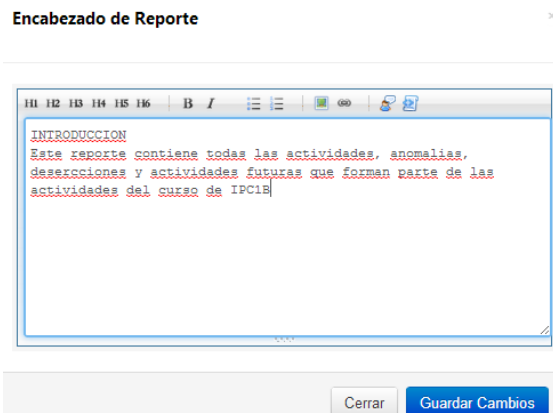 Encabezado de Reporte
×
H1 H2 H3 H4 H5 H6 B I
INTRODUCCION
Este reporte contiene todas las actividades, anomalias,
desercciones y actividades futuras que forman parte de las
actividades del curso de IPC1B
Cerrar Guardar Cambios